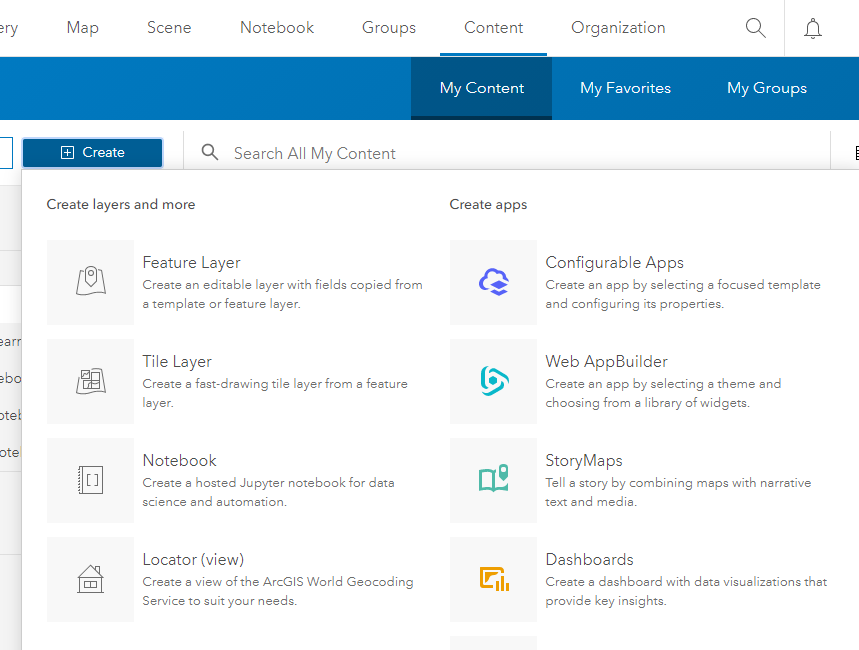 Map Scene Notebook Groups Content Organization
My Content My Favorites My Groups
Create
Search All My Content
Create layers and more
Feature Layer
Create an editable layer with fields copied from
a template or feature layer.
Tile Layer
Create a fast-drawing tile layer from a feature
layer.
Notebook
Create a hosted Jupyter notebook for data
science and automation.
Locator (view)
Create a view of the ArcGIS World Geocoding
Service to suit your needs.
Create apps
Configurable Apps
Create an app by selecting a focused template
and configuring its properties.
Web AppBuilder
Create an app by selecting a theme and
choosing from a library of widgets.
StoryMaps
Tell a story by combining maps with narrative
text and media.
Dashboards
Create a dashboard with data visualizations that
provide key insights.